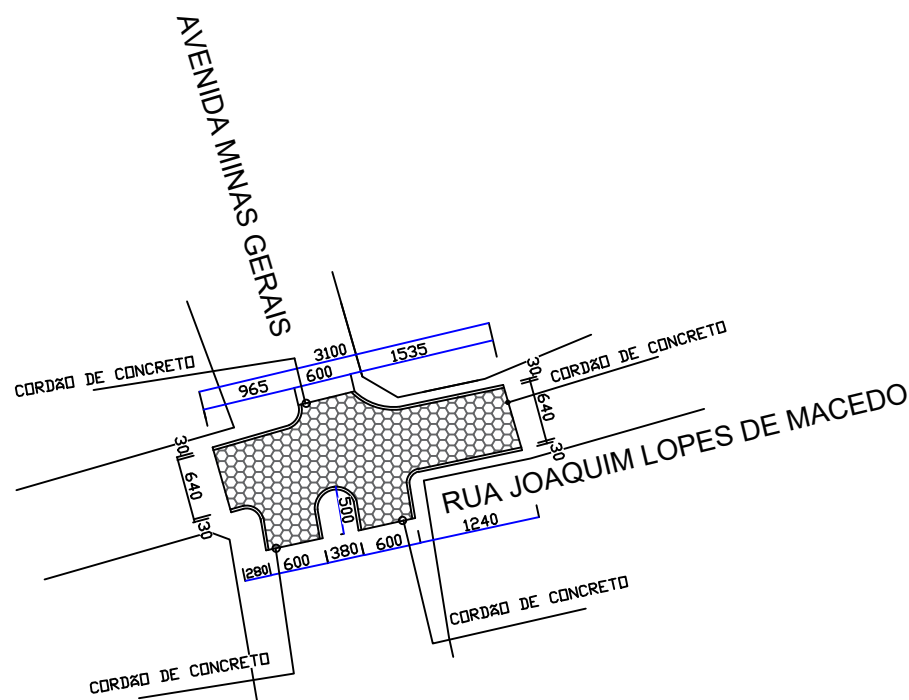 AVENIDA MINAS GERAIS
3100
965 600 1535
CORDÃO DE CONCRETO
CORDÃO DE CONCRETO
30
640
30
30
640
30
RUA JOAQUIM LOPES DE MACEDO
500
280 600 380 600 1240
CORDÃO DE CONCRETO
CORDÃO DE CONCRETO